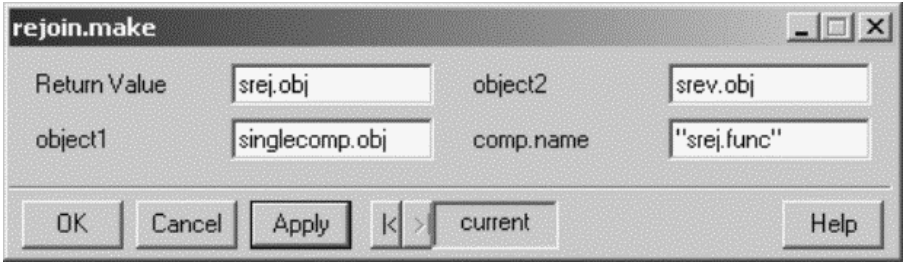 rejoin.make
Return Value srej.obj object2 srev.obj
object1 singlecomp.obj comp.name "srej.func"
OK Cancel Apply current Help